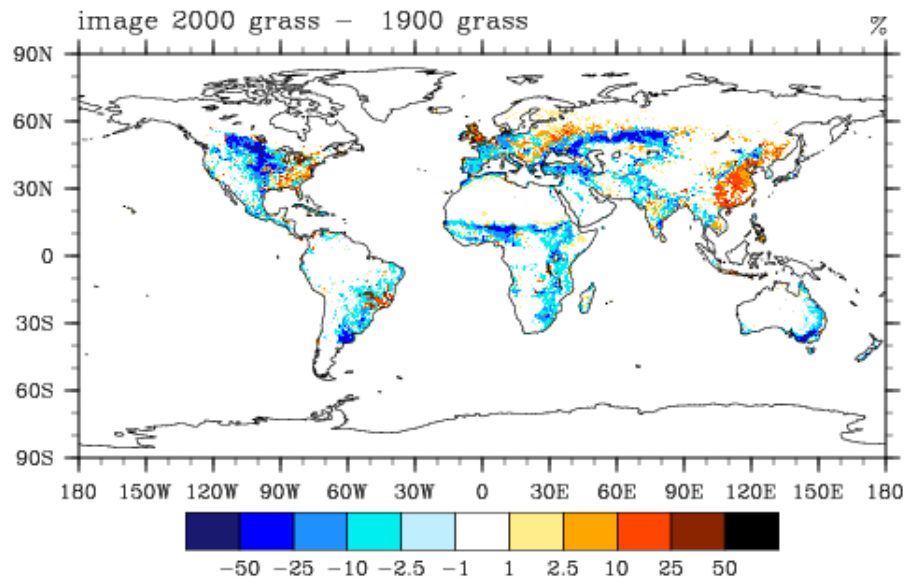 image 2000 grass –  1900 grass %
90N
60N
30N
0
30S
60S
90S
180 150W 120W 90W 60W 30W 0 30E 60E 90E 120E 150E 180
−50 −25 −10 −2.5 −1 1 2.5 10 25 50